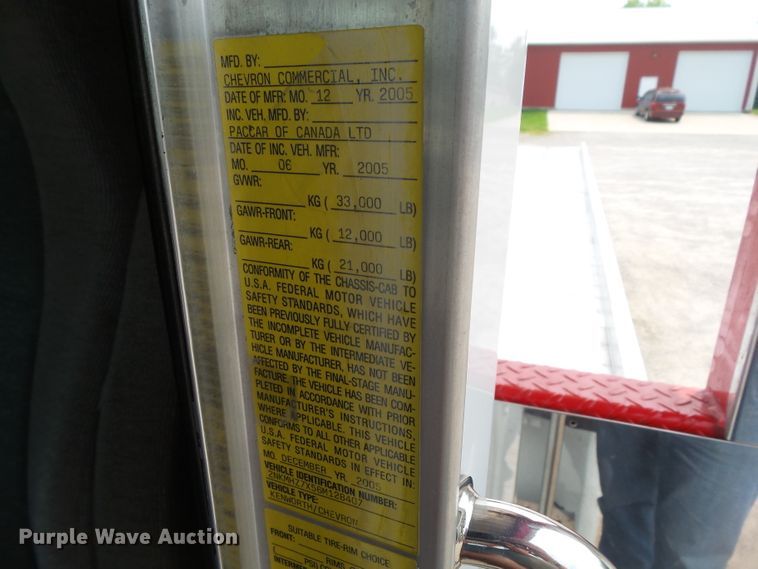 MFD. BY:
CHEVRON COMMERCIAL, INC.
DATE OF MFR: MO. 12 YR. 2005
INC. VEH. MFD. BY:
PACCAR OF CANADA LTD
DATE OF INC. VEH. MFR:
MO. 06 YR. 2005
GVWR:
KG ( 33,000 LB)
GAWR-FRONT:
KG ( 12,000 LB)
GAWR-REAR:
KG ( 21,000 LB)
CONFORMITY OF THE CHASSIS-CAB TO
U.S.A. FEDERAL MOTOR VEHICLE
SAFETY STANDARDS, WHICH HAVE
BEEN PREVIOUSLY FULLY CERTIFIED BY
THE INCOMPLETE VEHICLE MANUFAC-
TURER OR BY THE INTERMEDIATE VE-
HICLE MANUFACTURER, HAS NOT BEEN
AFFECTED BY THE FINAL-STAGE MANU-
FACTURE. THE VEHICLE HAS BEEN COM-
PLETED IN ACCORDANCE WITH PRIOR
MANUFACTURER'S INSTRUCTIONS,
WHERE APPLICABLE. THIS VEHICLE
CONFORMS TO ALL OTHER APPLICABLE
U.S.A. FEDERAL MOTOR VEHICLE
SAFETY STANDARDS IN EFFECT IN:
MO. DECEMBER YR. 2005
VEHICLE IDENTIFICATION NUMBER:
2NKMHZ7X56M128407
VEHICLE TYPE:
KENWORTH/CHEVRON
SUITABLE TIRE-RIM CHOICE
FRONT: RIMS
PSI
Purple Wave Auction®